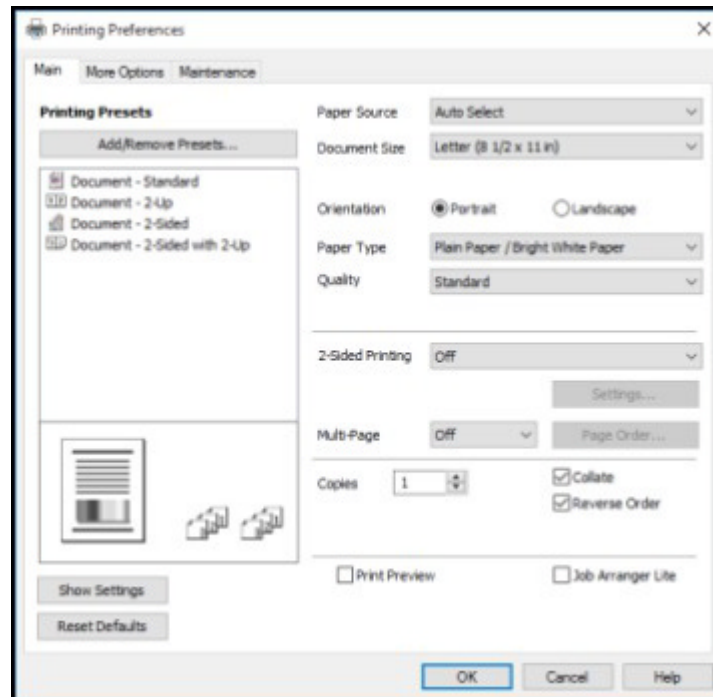 Printing Preferences
Main More Options Maintenance
Printing Presets
Add/Remove Presets...
Document - Standard
Document - 2-Up
Document - 2-Sided
Document - 2-Sided with 2-Up
Show Settings
Reset Defaults
Paper Source Auto Select
Document Size Letter (8 1/2 x 11 in)
Orientation Portrait Landscape
Paper Type Plain Paper / Bright White Paper
Quality Standard
2-Sided Printing Off
Settings...
Multi-Page Off Page Order...
Copies 1 Collate
Reverse Order
Print Preview Job Arranger Lite
OK Cancel Help